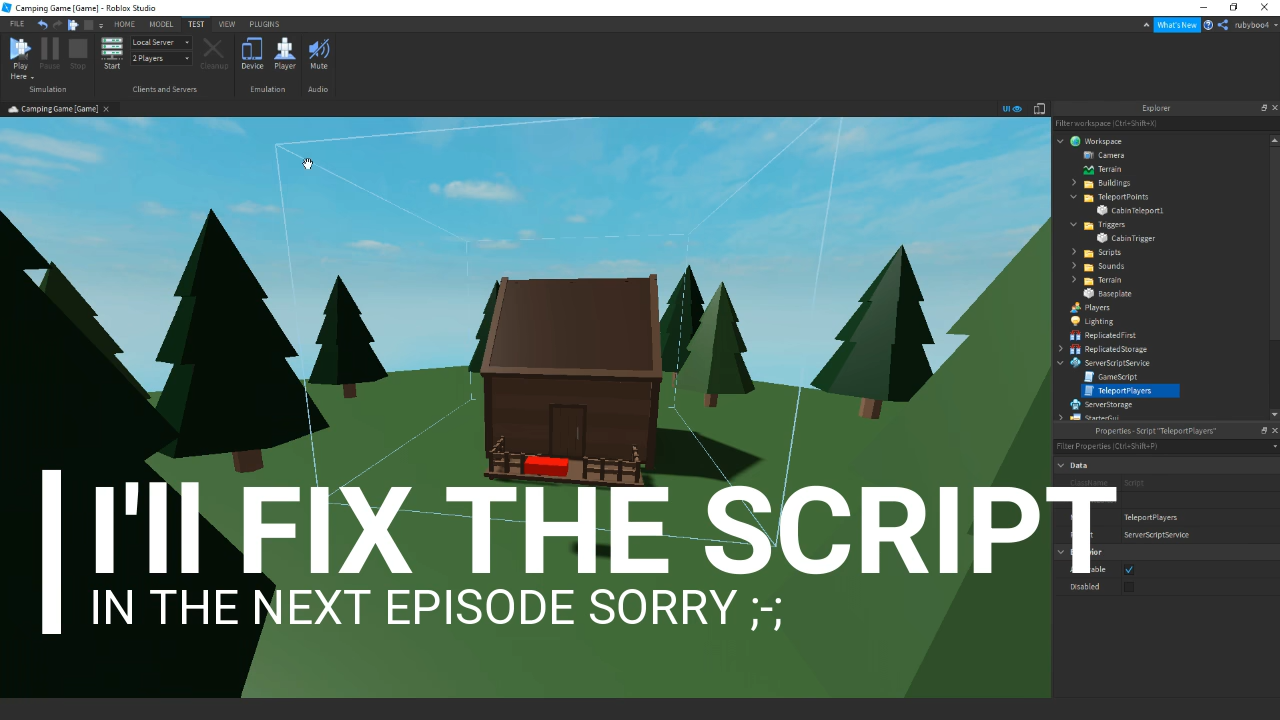 Camping Game [Game] - Roblox Studio
FILE HOME MODEL TEST VIEW PLUGINS What's New rubyboo4
Play Here Pause Stop Start Local Server 2 Players Cleanup Device Player Mute
Simulation Clients and Servers Emulation Audio
Camping Game [Game] UI
Explorer
Filter workspace (Ctrl+Shift+X)
Workspace
Camera
Terrain
Buildings
TeleportPoints
CabinTeleport1
Triggers
CabinTrigger
Scripts
Sounds
Terrain
Baseplate
Players
Lighting
ReplicatedFirst
ReplicatedStorage
ServerScriptService
GameScript
TeleportPlayers
ServerStorage
StarterGui
Properties - Script "TeleportPlayers"
Filter Properties (Ctrl+Shift+P)
Data
ClassName Script
TeleportPlayers
ServerScriptService
Disabled
I'll FIX THE SCRIPT
IN THE NEXT EPISODE SORRY ;-;